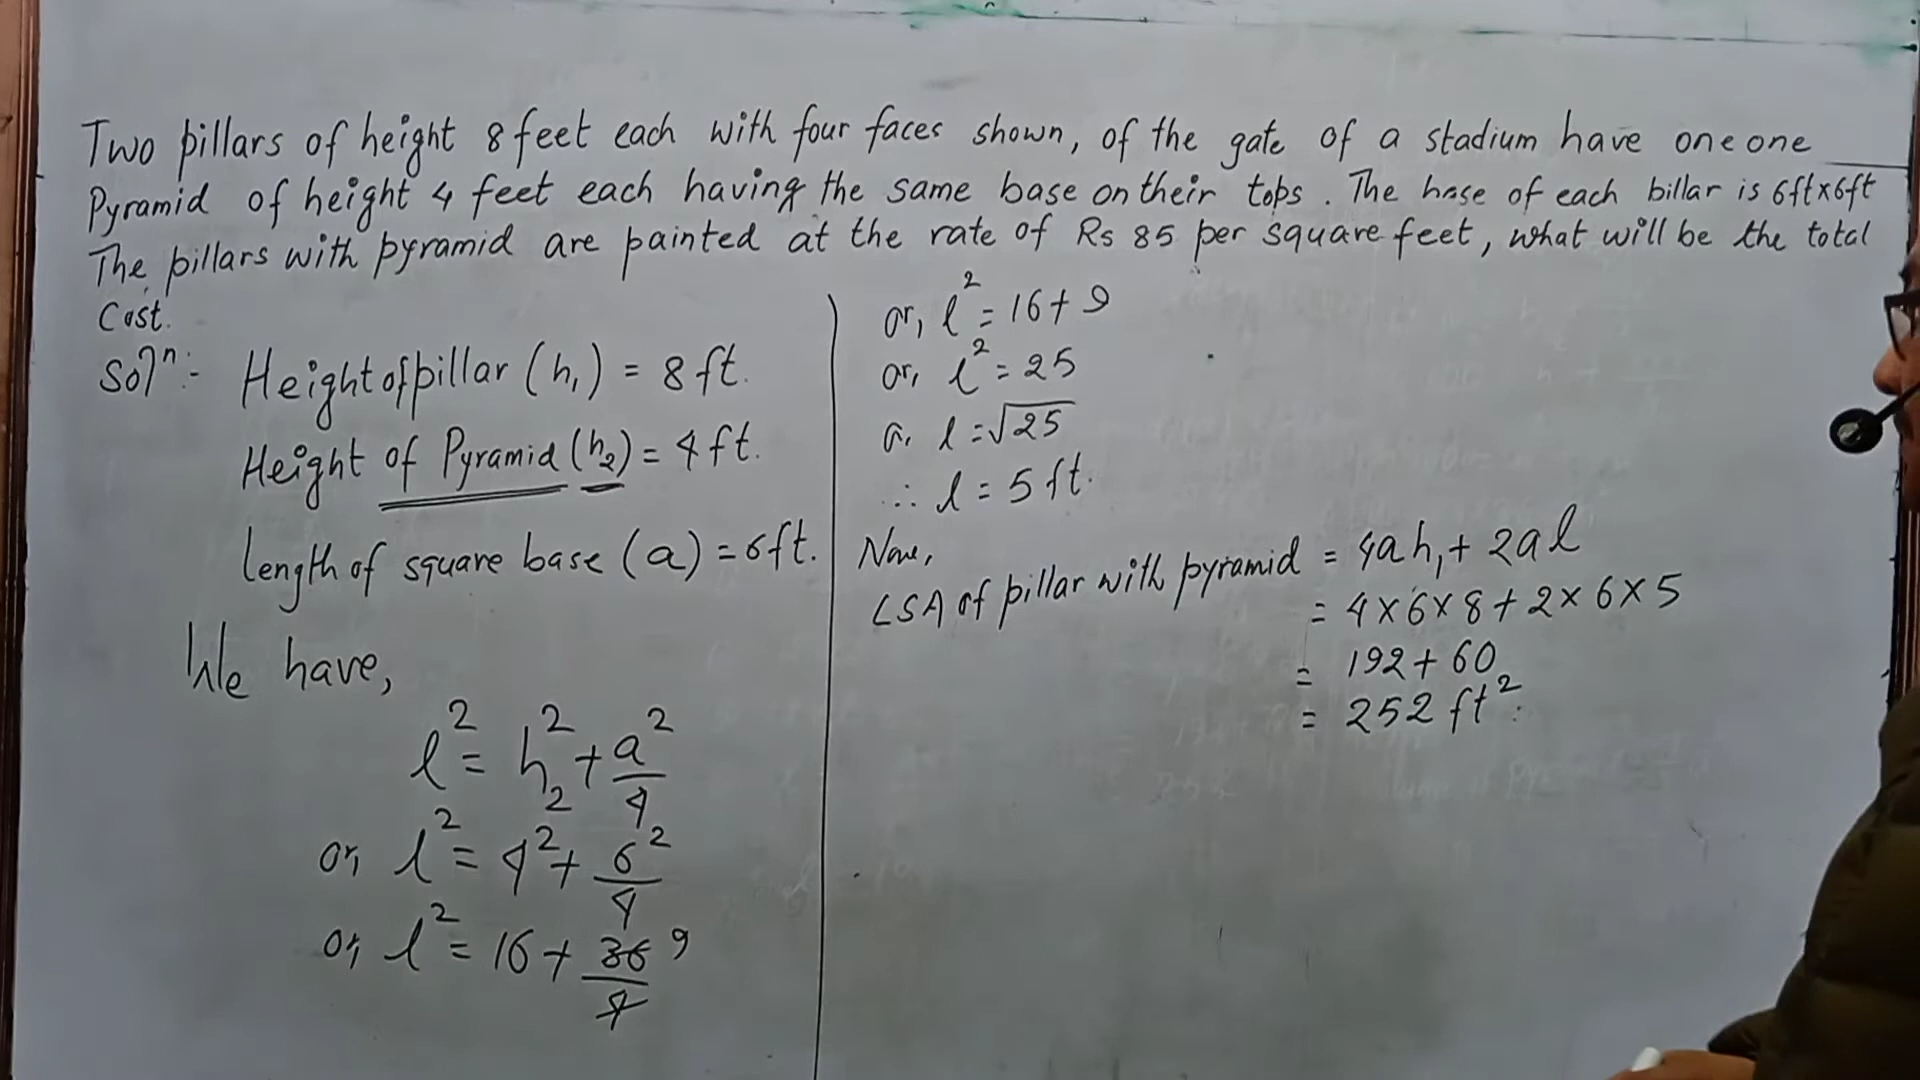 Two pillars of height 8 feet each with four faces shown, of the gate of a stadium have one one
Pyramid of height 4 feet each having the same base on their tops. The base of each billar is 6ft×6ft
The pillars with pyramid are painted at the rate of Rs 85 per square feet, what will be the total
Cost.
Solⁿ:- Height of pillar (h₁) = 8 ft.
Height of Pyramid (h₂) = 4 ft.
length of square base (a) = 6 ft.
We have,
l² = h₂² + a²/4
or, l² = 4² + 6²/4
or, l² = 16 + 36/4 9
or, l² = 16 + 9
or, l² = 25
or, l = √25
∴ l = 5 ft.
Now,
LSA of pillar with pyramid = 4ah₁ + 2al
= 4×6×8 + 2×6×5
= 192 + 60
= 252 ft².